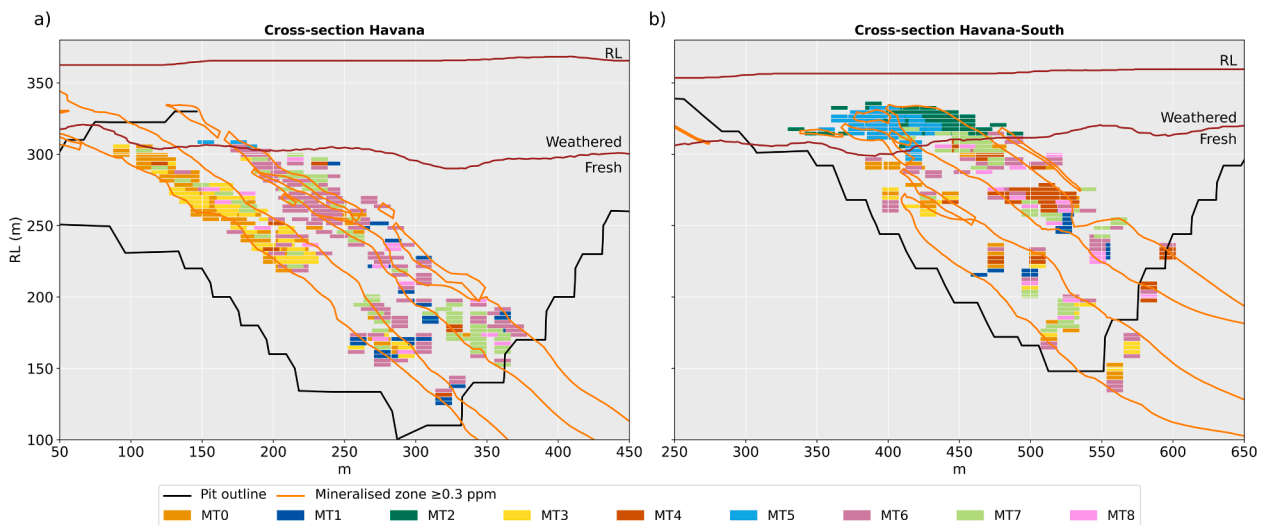 a)
Cross-section Havana
RL
Weathered
Fresh
350
300
250
200
150
100
RL (m)
50 100 150 200 250 300 350 400 450
m
b)
Cross-section Havana-South
RL
Weathered
Fresh
250 300 350 400 450 500 550 600 650
m
Pit outline Mineralised zone ≥0.3 ppm
MT0 MT1 MT2 MT3 MT4 MT5 MT6 MT7 MT8